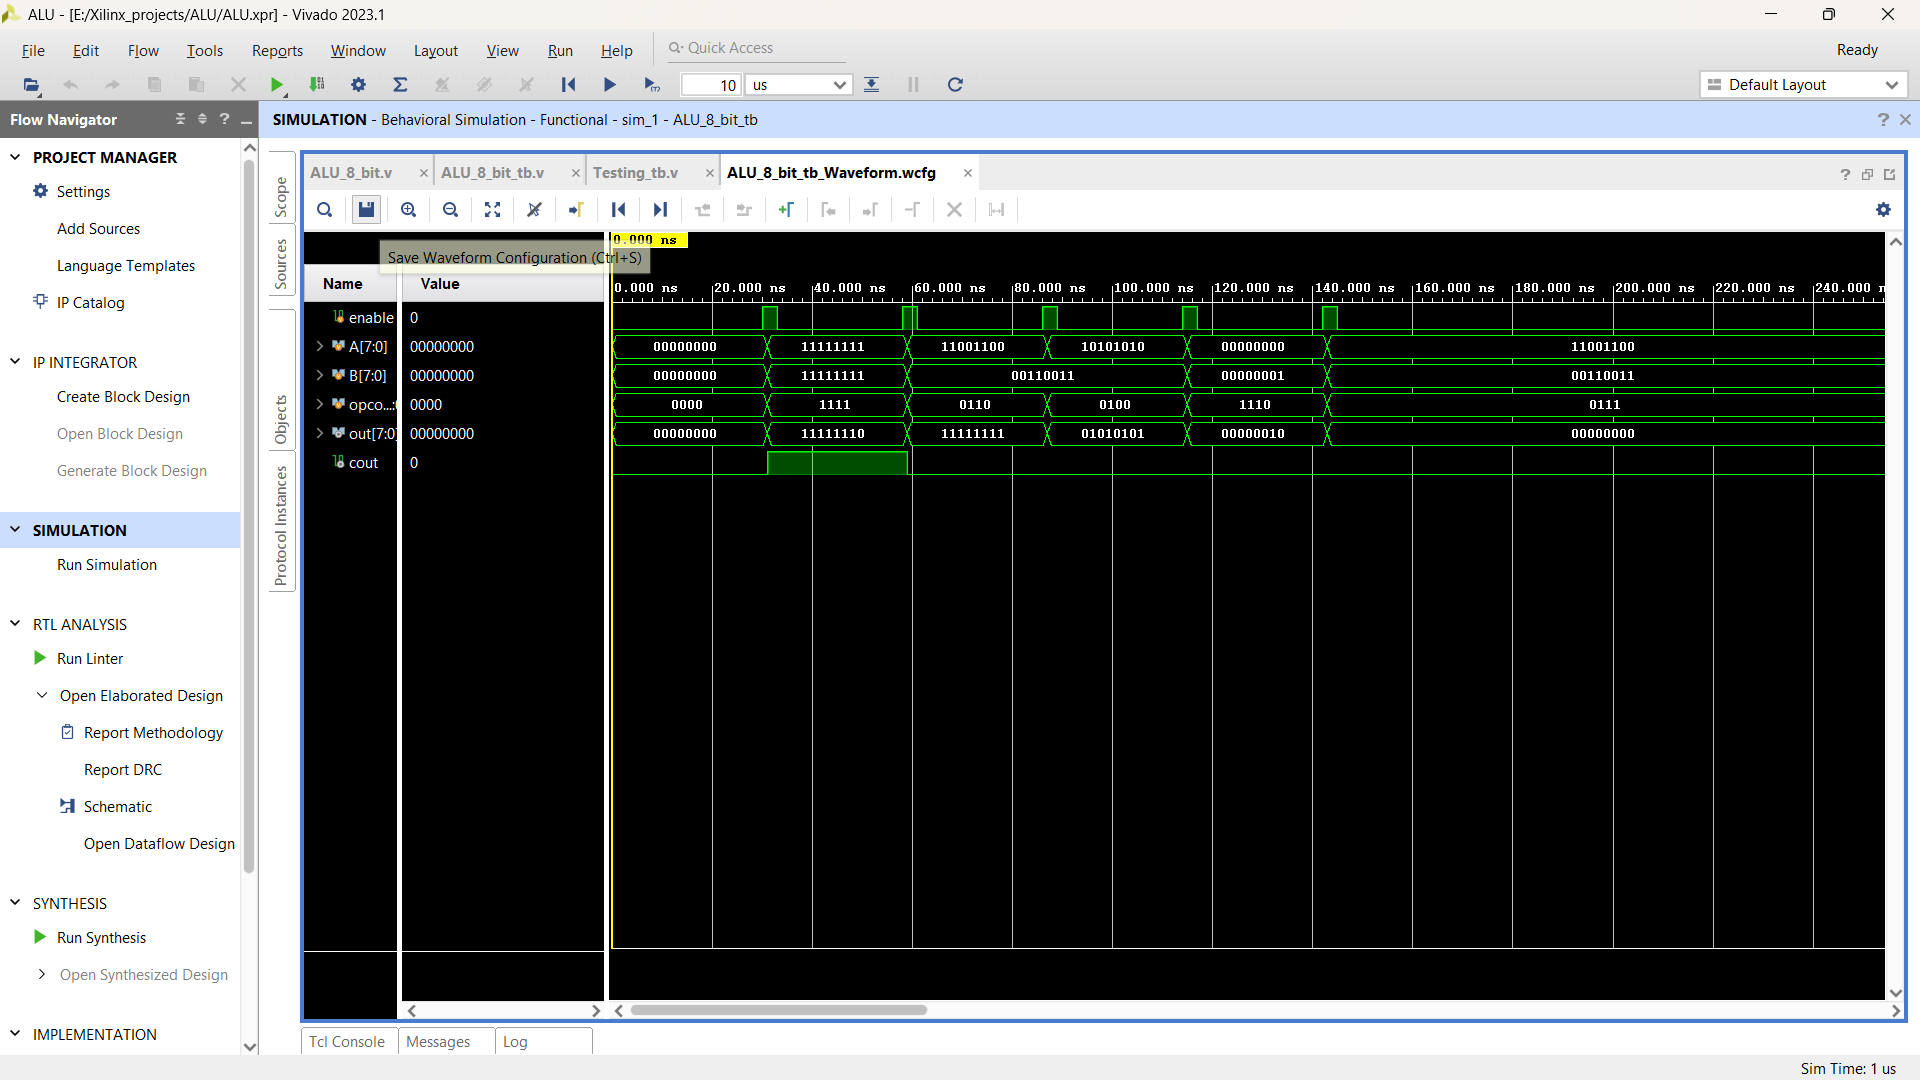 ALU - [E:/Xilinx_projects/ALU/ALU.xpr] - Vivado 2023.1
File Edit Flow Tools Reports Window Layout View Run Help Quick Access Ready
10 us Default Layout
Flow Navigator
SIMULATION - Behavioral Simulation - Functional - sim_1 - ALU_8_bit_tb
PROJECT MANAGER
Settings
Add Sources
Language Templates
IP Catalog
IP INTEGRATOR
Create Block Design
Open Block Design
Generate Block Design
SIMULATION
Run Simulation
RTL ANALYSIS
Run Linter
Open Elaborated Design
Report Methodology
Report DRC
Schematic
Open Dataflow Design
SYNTHESIS
Run Synthesis
Open Synthesized Design
IMPLEMENTATION
Scope
Sources
Objects
Protocol Instances
ALU_8_bit.v ALU_8_bit_tb.v Testing_tb.v ALU_8_bit_tb_Waveform.wcfg
0.000 ns
Save Waveform Configuration (Ctrl+S)
Name Value
0.000 ns 20.000 ns 40.000 ns 60.000 ns 80.000 ns 100.000 ns 120.000 ns 140.000 ns 160.000 ns 180.000 ns 200.000 ns 220.000 ns 240.000 n
enable 0
A[7:0] 00000000 00000000 11111111 11001100 10101010 00000000 11001100
B[7:0] 00000000 00000000 11111111 00110011 00000001 00110011
opco...: 0000 0000 1111 0110 0100 1110 0111
out[7:0] 00000000 00000000 11111110 11111111 01010101 00000010 00000000
cout 0
Tcl Console Messages Log
Sim Time: 1 us